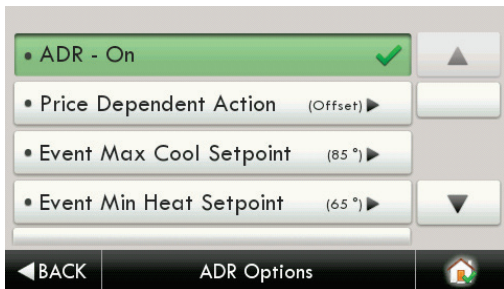 • ADR - On
• Price Dependent Action (Offset)
• Event Max Cool Setpoint (85 °)
• Event Min Heat Setpoint (65 °)
BACK ADR Options